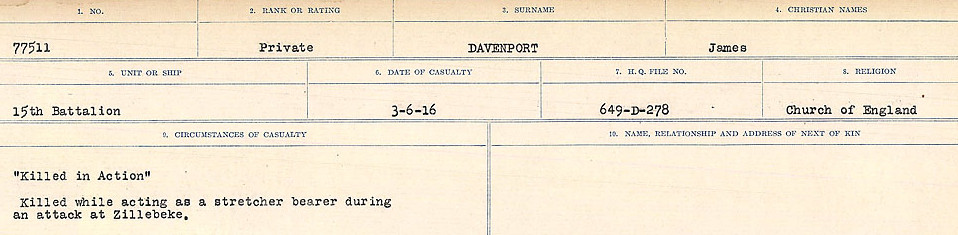 1. NO. 2. RANK OR RATING 3. SURNAME 4. CHRISTIAN NAMES
77511 Private DAVENPORT James
5. UNIT OR SHIP 6. DATE OF CASUALTY 7. H.Q. FILE NO. 8. RELIGION
15th Battalion 3-6-16 649-D-278 Church of England
9. CIRCUMSTANCES OF CASUALTY 10. NAME, RELATIONSHIP AND ADDRESS OF NEXT OF KIN
"Killed in Action"
Killed while acting as a stretcher bearer during
an attack at Zillebeke.